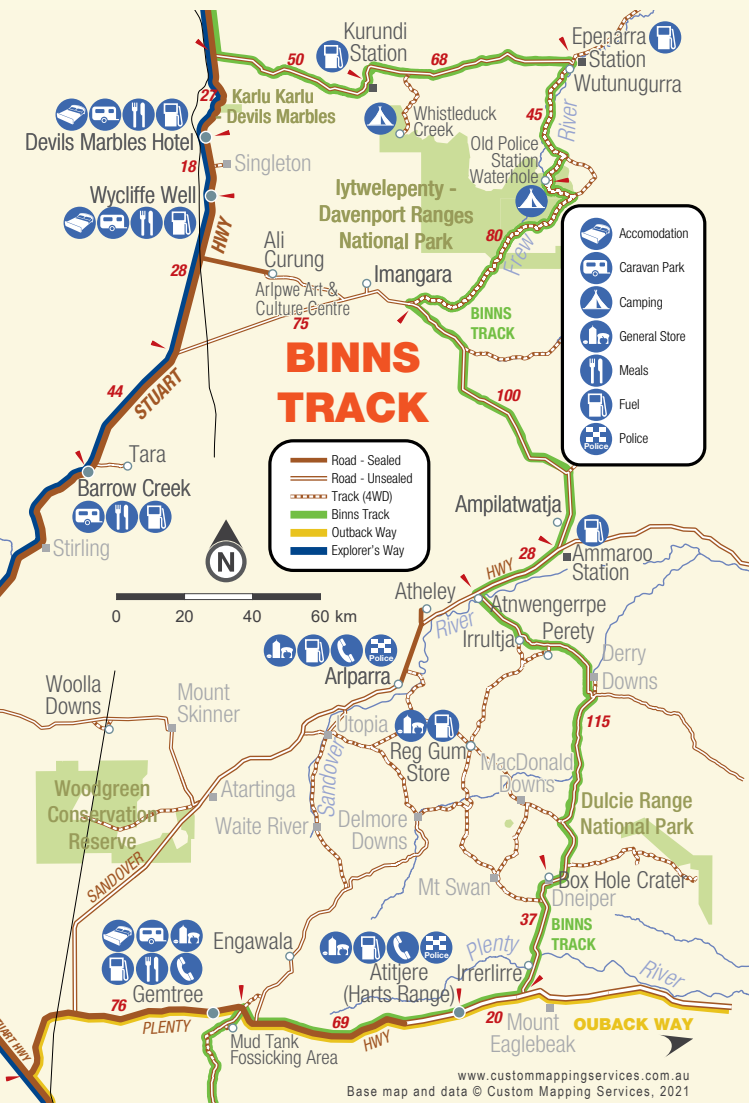 Kurundi
Station
Epenarra
Station
Wutunugurra
50
68
27
45
River
Karlu Karlu
- Devils Marbles
Devils Marbles Hotel
Whistleduck
Creek
Old Police
Station
Waterhole
18
Singleton
Wycliffe Well
Iytwelepenty -
Davenport Ranges
National Park
HWY
80
Frew
28
Ali
Curung
Imangara
Arlpwe Art &
Culture Centre
75
BINNS
TRACK
BINNS
TRACK
Accomodation
Caravan Park
Camping
General Store
Meals
Fuel
Police
Police
44
STUART
100
Tara
Barrow Creek
Stirling
Road - Sealed
Road - Unsealed
Track (4WD)
Binns Track
Outback Way
Explorer's Way
N
0 20 40 60 km
Ampilatwatja
28
HWY
Ammaroo
Station
Atheley
River
Atnwengerrpe
Irrultja
Perety
Police
Arlparra
Derry
Downs
Woolla
Downs
Mount
Skinner
Utopia
115
Reg Gum
Store
Sandover
MacDonald
Downs
Woodgreen
Conservation
Reserve
Atartinga
Waite River
Delmore
Downs
Dulcie Range
National Park
SANDOVER
Mt Swan
Box Hole Crater
Dneiper
37
BINNS
TRACK
Engawala
Police
Plenty
Atitjere
(Harts Range)
Irrerlirre
River
Gemtree
76
PLENTY
69
HWY
20
Mount
Eaglebeak
OUBACK WAY
Mud Tank
Fossicking Area
STUART HWY
www.custommappingservices.com.au
Base map and data © Custom Mapping Services, 2021